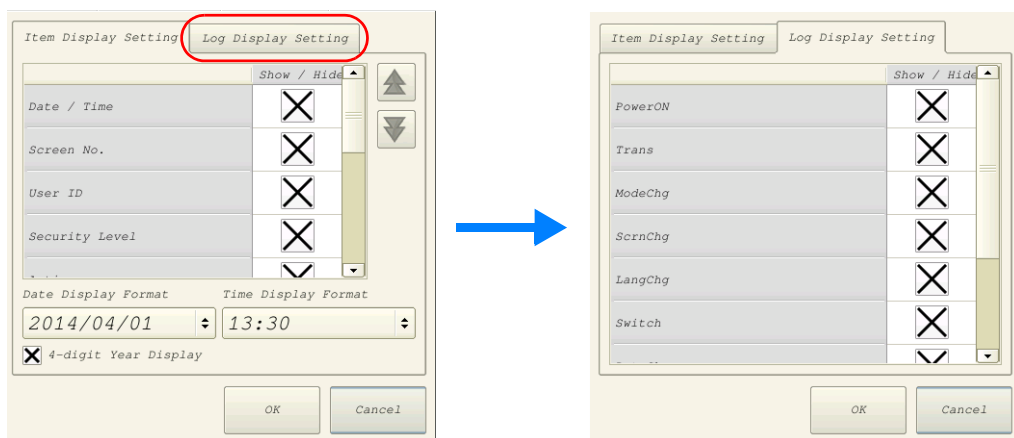 Item Display Setting
Log Display Setting
Show / Hide
Date / Time
Screen No.
User ID
Security Level
Date Display Format
Time Display Format
2014/04/01
13:30
4-digit Year Display
OK
Cancel
Item Display Setting
Log Display Setting
Show / Hide
PowerON
Trans
ModeChg
ScrnChg
LangChg
Switch
OK
Cancel